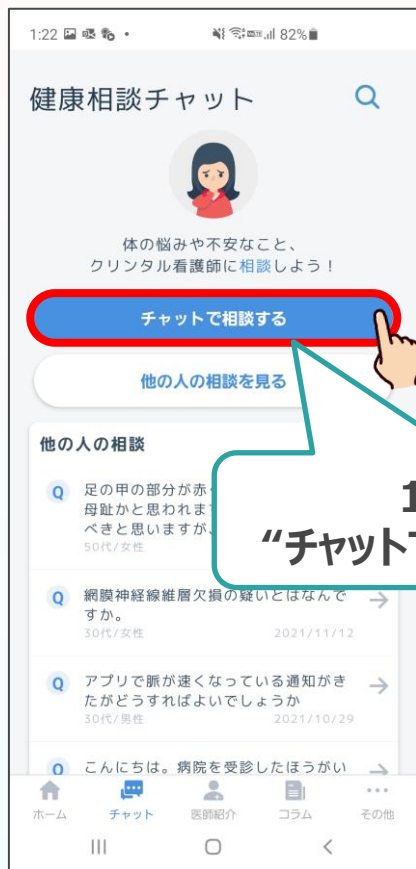 1:22
82%
健康相談チャット
体の悩みや不安なこと、
クリンタル看護師に相談しよう！
チャットで相談する
他の人の相談を見る
他の人の相談
Q 足の甲の部分が赤
母趾かと思われま
べきと思いますが、
50代/女性
1
“チャット
Q 網膜神経線維層欠損の疑いとはなんで
すか。
30代/女性 2021/11/12
Q アプリで脈が速くなっている通知がき
たがどうすればよいでしょうか
30代/男性 2021/10/29
Q こんにちは。病院を受診したほうがい
ホーム チャット 医師紹介 コラム その他